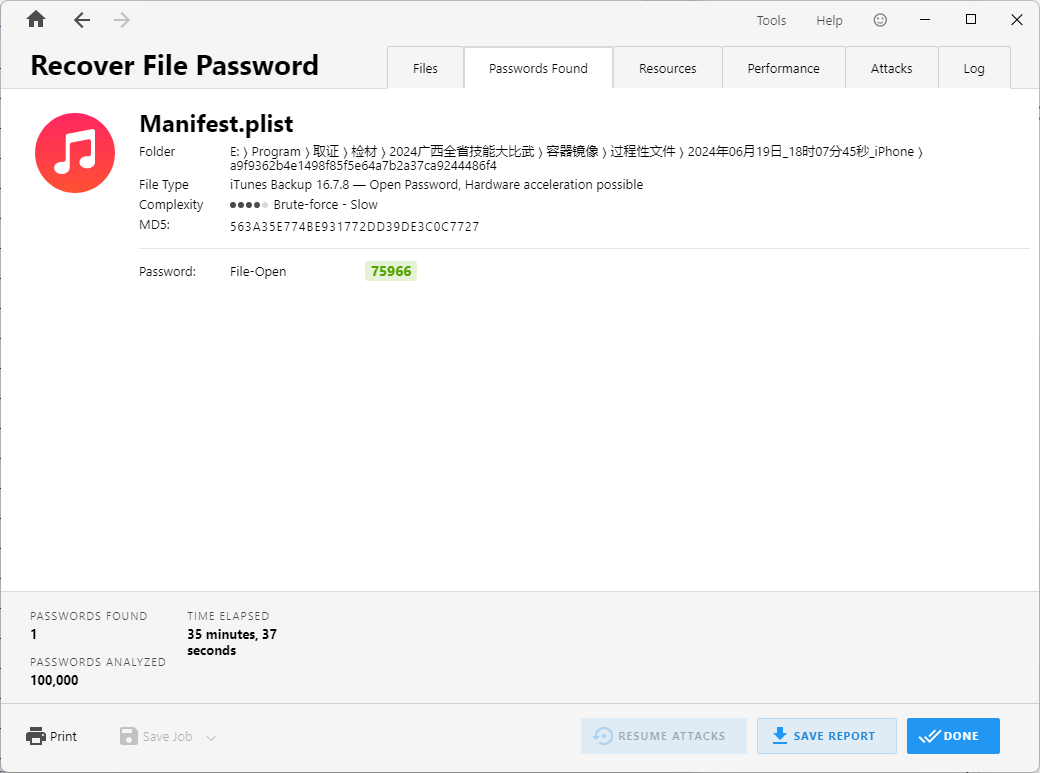 Tools Help
Recover File Password
Files Passwords Found Resources Performance Attacks Log
Manifest.plist
Folder E: ⟩ Program ⟩ 取证 ⟩ 检材 ⟩ 2024广西全省技能大比武 ⟩ 容器镜像 ⟩ 过程性文件 ⟩ 2024年06月19日_18时07分45秒_iPhone ⟩
a9f9362b4e1498f85f5e64a7b2a37ca9244486f4
File Type iTunes Backup 16.7.8 — Open Password, Hardware acceleration possible
Complexity Brute-force - Slow
MD5: 563A35E774BE931772DD39DE3C0C7727
Password: File-Open 75966
PASSWORDS FOUND TIME ELAPSED
1 35 minutes, 37
seconds
PASSWORDS ANALYZED
100,000
Print Save Job RESUME ATTACKS SAVE REPORT DONE